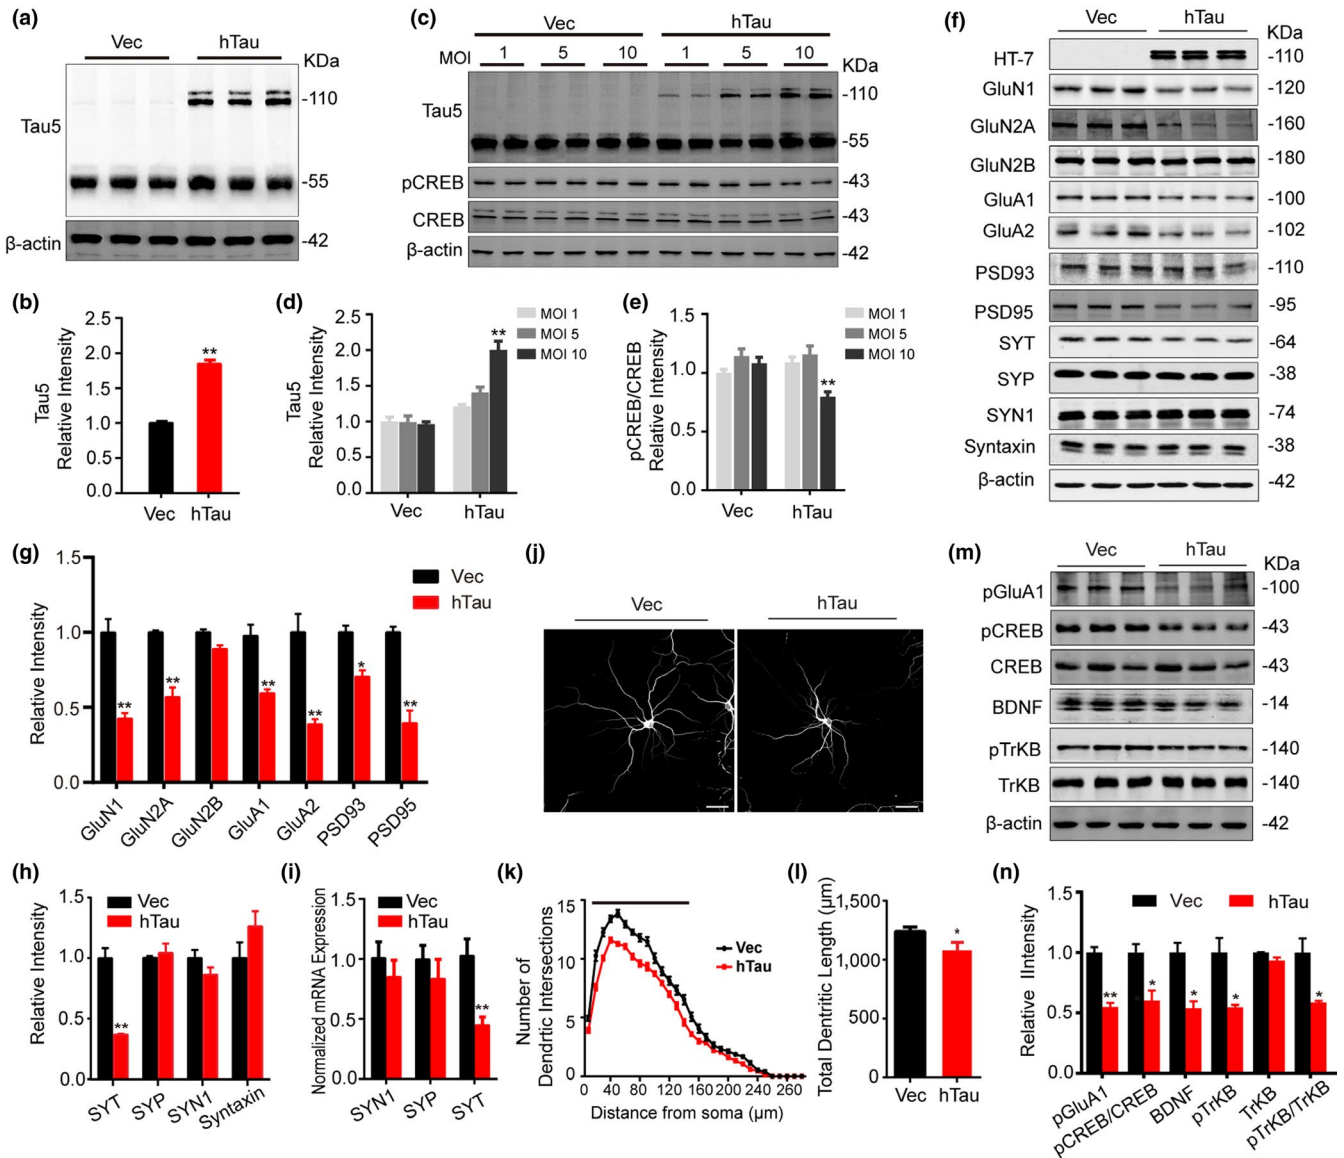 (a)
Vec hTau
KDa
Tau5
-110
-55
β-actin -42
(c)
Vec hTau
MOI 1 5 10 1 5 10 KDa
Tau5
-110
-55
pCREB -43
CREB -43
β-actin -42
(f)
Vec hTau
KDa
HT-7 -110
GluN1 -120
GluN2A -160
GluN2B -180
GluA1 -100
GluA2 -102
PSD93 -110
PSD95 -95
SYT -64
SYP -38
SYN1 -74
Syntaxin -38
β-actin -42
(b)
Tau5
Relative Intensity
2.5
2.0
1.5
1.0
0.5
0.0
**
Vec hTau
(d)
Tau5
Relative Intensity
2.5
2.0
1.5
1.0
0.5
0.0
**
MOI 1
MOI 5
MOI 10
Vec hTau
(e)
pCREB/CREB
Relative Intensity
1.5
1.0
0.5
0.0
**
MOI 1
MOI 5
MOI 10
Vec hTau
(g)
Relative Intensity
1.5
1.0
0.5
0.0
Vec
hTau
** ** ** ** * **
GluN1 GluN2A GluN2B GluA1 GluA2 PSD93 PSD95
(j)
Vec hTau
(m)
Vec hTau
KDa
pGluA1 -100
pCREB -43
CREB -43
BDNF -14
pTrKB -140
TrKB -140
β-actin -42
(h)
Relative Intensity
1.5
1.0
0.5
0.0
Vec
hTau
**
SYT SYP SYN1 Syntaxin
(i)
Normalized mRNA Expression
1.5
1.0
0.5
0.0
Vec
hTau
**
SYN1 SYP SYT
(k)
Number of
Dendritic Intersections
15
12
9
6
3
0
Vec
hTau
0 40 80 120 160 200 240 280
Distance from soma (μm)
(l)
Total Dentritic Length (μm)
1,500
1,000
500
0
*
Vec hTau
(n)
Relative Intensity
1.5
1.0
0.5
0.0
Vec hTau
** * * * *
pGluA1 pCREB/CREB BDNF pTrKB TrKB pTrKB/TrKB